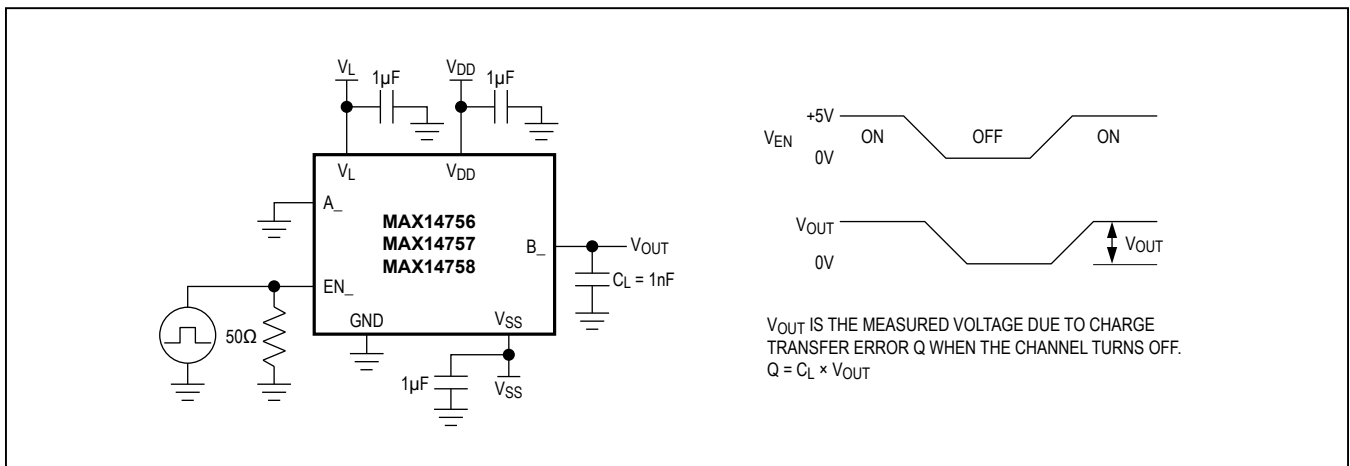 VL
1µF
VDD
1µF
VL
VDD
A_
MAX14756
MAX14757
MAX14758
B_
VOUT
CL = 1nF
EN_
50Ω
GND
VSS
1µF
VSS
+5V
VEN
ON
OFF
ON
0V
VOUT
VOUT
0V
VOUT IS THE MEASURED VOLTAGE DUE TO CHARGE
TRANSFER ERROR Q WHEN THE CHANNEL TURNS OFF.
Q = CL × VOUT